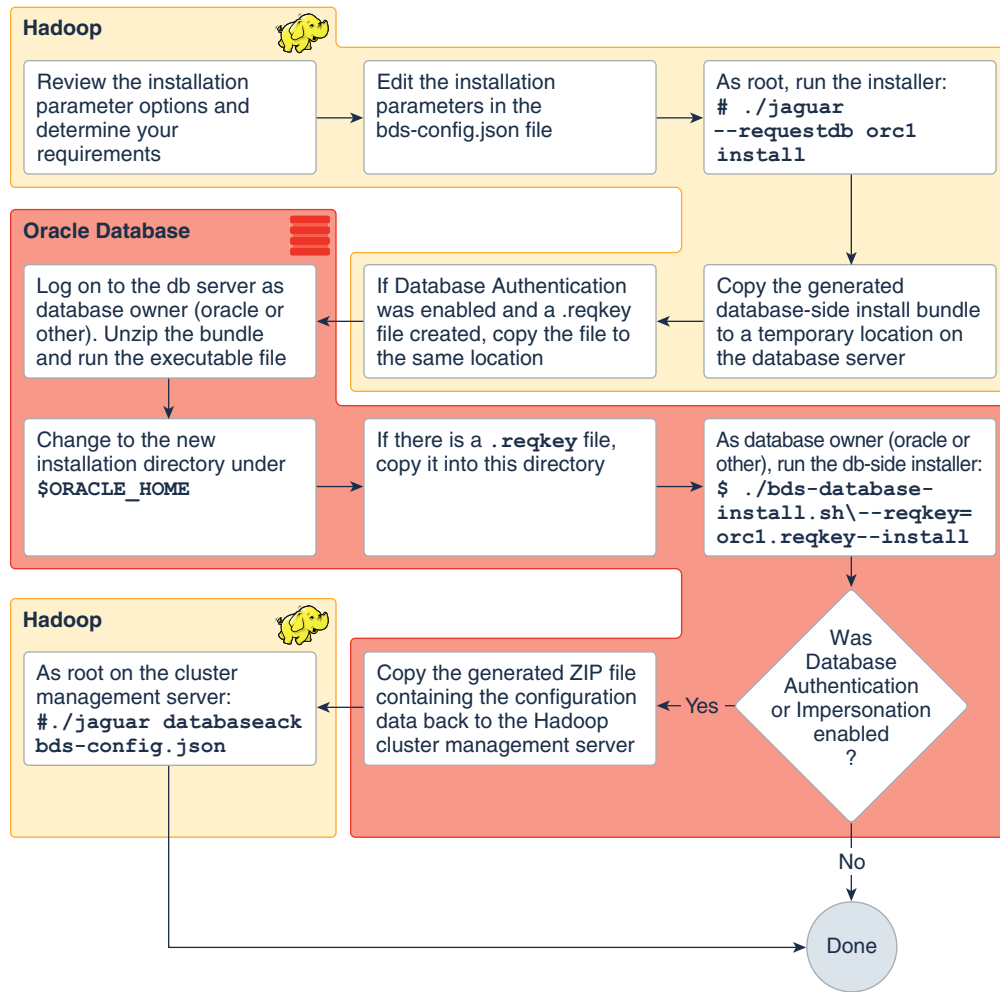 Hadoop
Review the installation
parameter options and
determine your
requirements
Edit the installation
parameters in the
bds-config.json file
As root, run the installer:
# ./jaguar
--requestdb orc1
install
Copy the generated
database-side install bundle
to a temporary location on
the database server
If Database Authentication
was enabled and a .reqkey
file created, copy the file to
the same location
Oracle Database
Log on to the db server as
database owner (oracle or
other). Unzip the bundle
and run the executable file
Change to the new
installation directory under
$ORACLE_HOME
If there is a .reqkey file,
copy it into this directory
As database owner (oracle or
other), run the db-side installer:
$ ./bds-database-
install.sh\--reqkey=
orc1.reqkey--install
Was
Database
Authentication
or Impersonation
enabled
?
Yes
Copy the generated ZIP file
containing the configuration
data back to the Hadoop
cluster management server
Hadoop
As root on the cluster
management server:
#./jaguar databaseack
bds-config.json
No
Done